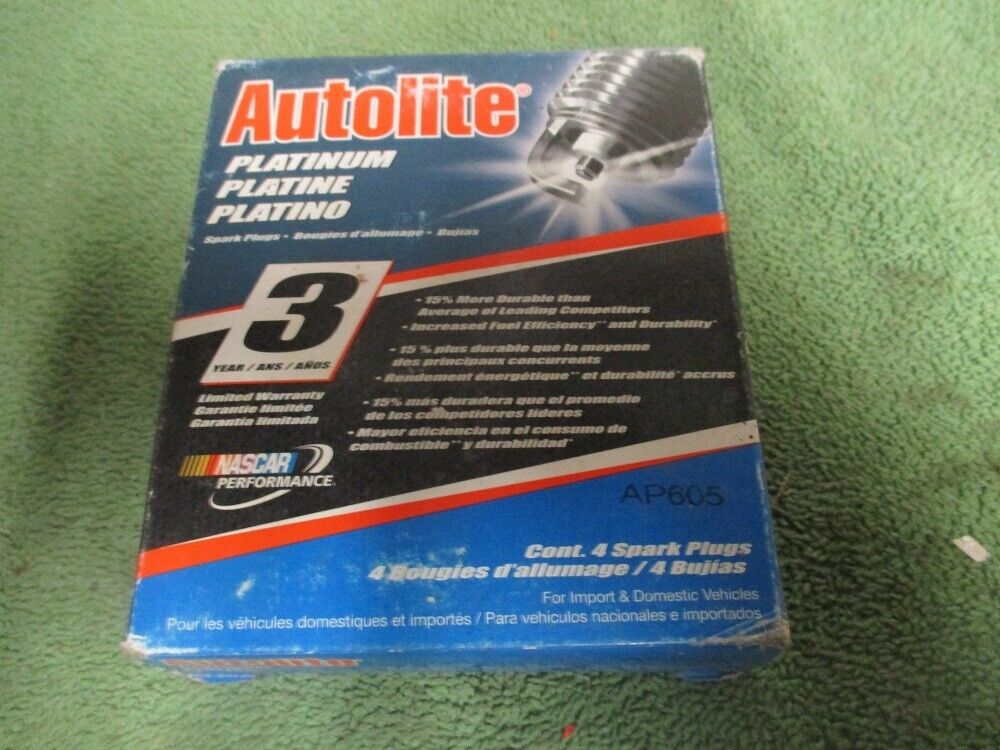 Autolite®
PLATINUM
PLATINE
PLATINO
Spark Plugs - Bougies d'allumage - Bujías
3
YEAR / ANS / AÑOS
Limited Warranty
Garantie limitée
Garantía limitada
NASCAR
PERFORMANCE
- 15% More Durable than
Average of Leading Competitors
- Increased Fuel Efficiency** and Durability*
- 15 % plus durable que la moyenne
des principaux concurrents
- Rendement énergétique ** et durabilité* accrus
- 15% más duradera que el promedio
de los competideres líderes
- Mayor eficiencia en el consumo de
combustible ** y durabilidad*
AP605
Cont. 4 Spark Plugs
4 Bougies d'allumage / 4 Bujías
For Import & Domestic Vehicles
Pour les véhicules domestiques et importés / Para vehículos nacionales e importados
Autolite